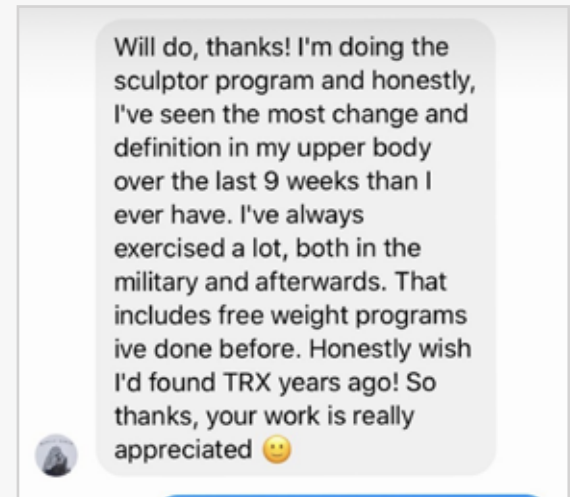 Will do, thanks! I'm doing the
sculptor program and honestly,
I've seen the most change and
definition in my upper body
over the last 9 weeks than I
ever have. I've always
exercised a lot, both in the
military and afterwards. That
includes free weight programs
ive done before. Honestly wish
I'd found TRX years ago! So
thanks, your work is really
appreciated 🙂